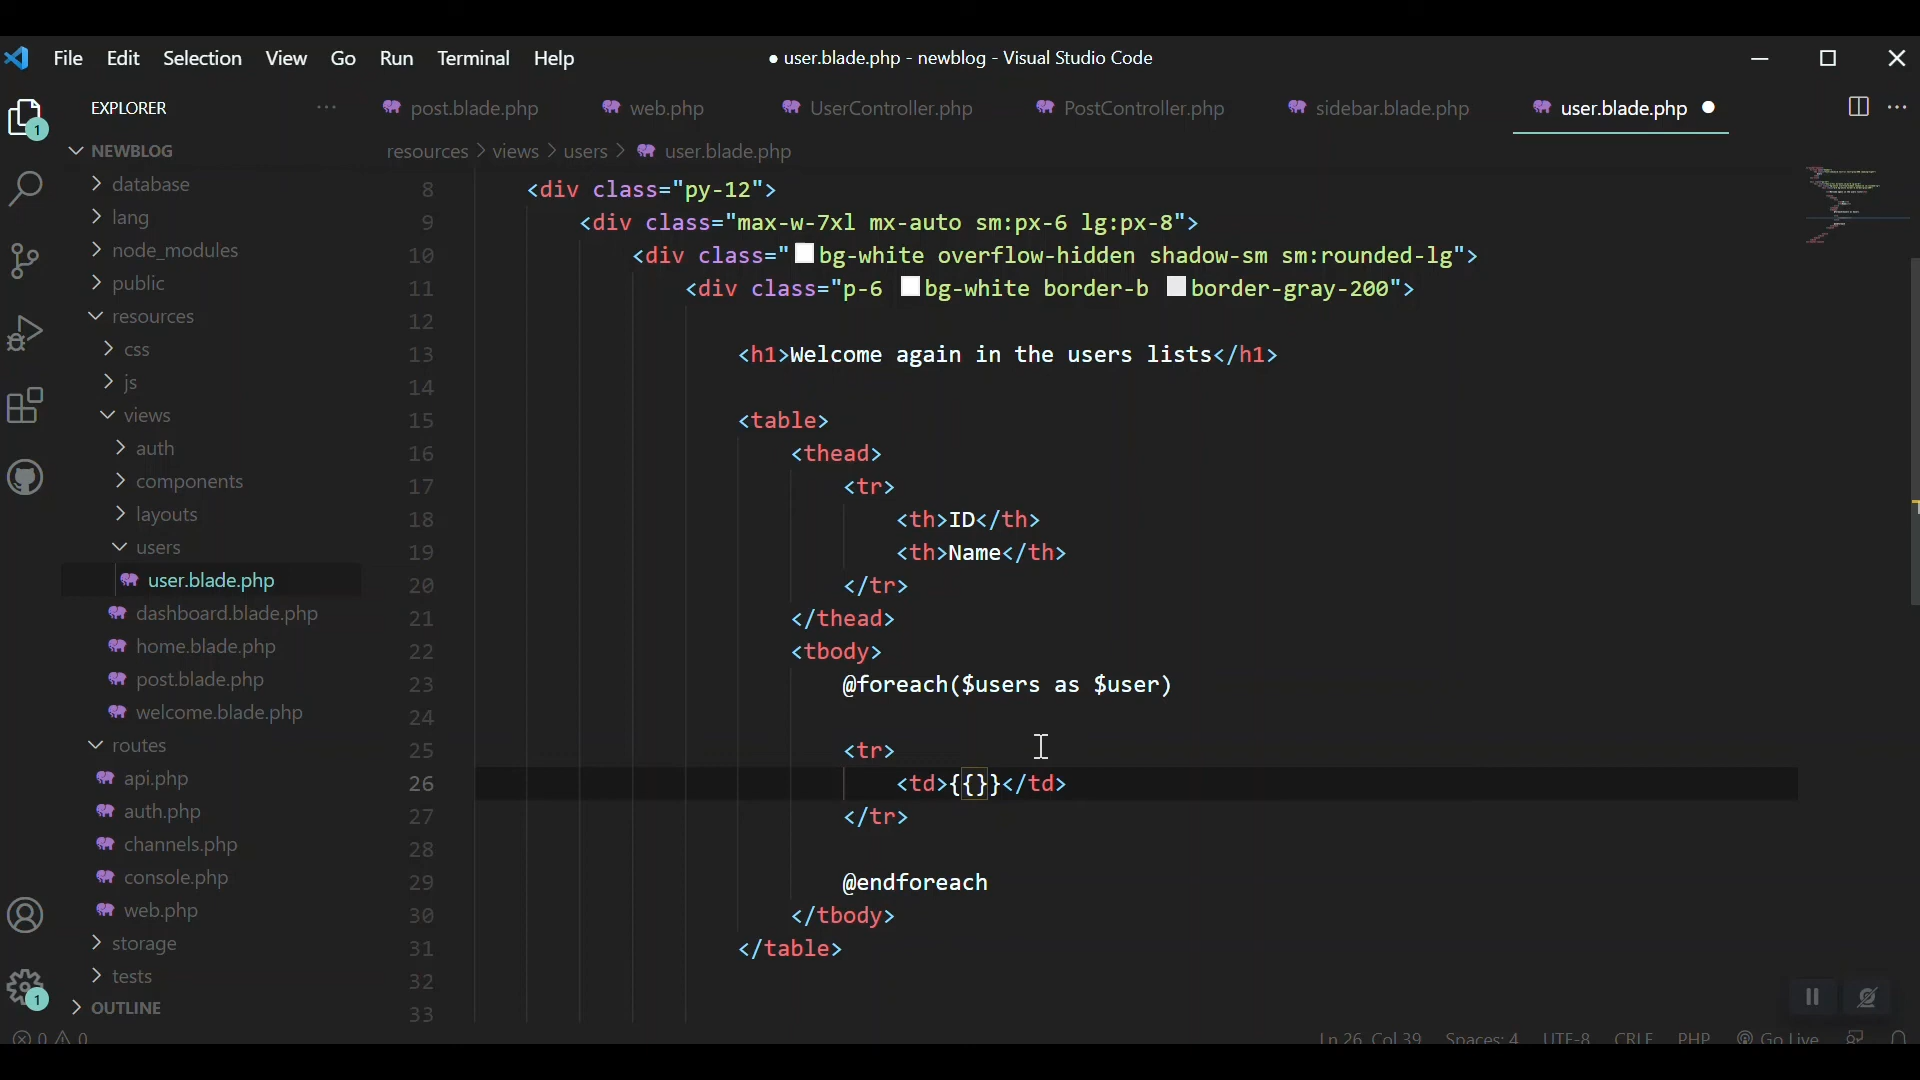 File Edit Selection View Go Run Terminal Help
● user.blade.php - newblog - Visual Studio Code
EXPLORER ···
post.blade.php web.php UserController.php PostController.php sidebar.blade.php user.blade.php ● ···
NEWBLOG
resources > views > users > user.blade.php
database
lang
node_modules
public
resources
css
js
views
auth
components
layouts
users
user.blade.php
dashboard.blade.php
home.blade.php
post.blade.php
welcome.blade.php
routes
api.php
auth.php
channels.php
console.php
web.php
storage
tests
OUTLINE
1
1
8 <div class="py-12">
9 <div class="max-w-7xl mx-auto sm:px-6 lg:px-8">
10 <div class="bg-white overflow-hidden shadow-sm sm:rounded-lg">
11 <div class="p-6 bg-white border-b border-gray-200">
12
13 <h1>Welcome again in the users lists</h1>
14
15 <table>
16 <thead>
17 <tr>
18 <th>ID</th>
19 <th>Name</th>
20 </tr>
21 </thead>
22 <tbody>
23 @foreach($users as $user)
24
25 <tr>
26 <td>{{}}</td>
27 </tr>
28
29 @endforeach
30 </tbody>
31 </table>
32
33
0 0
Ln 26, Col 39 Spaces: 4 UTF-8 CRLF PHP Go Live